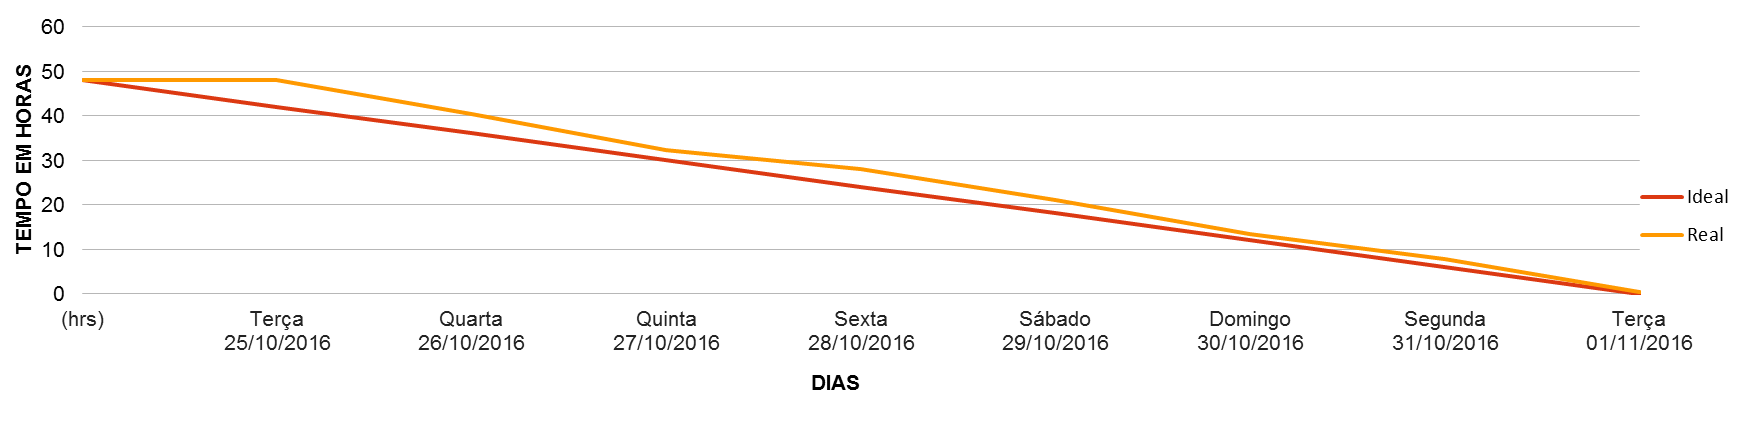 60
50
40
30
20
10
0
TEMPO EM HORAS
(hrs)
Terça
25/10/2016
Quarta
26/10/2016
Quinta
27/10/2016
Sexta
28/10/2016
Sábado
29/10/2016
Domingo
30/10/2016
Segunda
31/10/2016
Terça
01/11/2016
DIAS
Ideal
Real